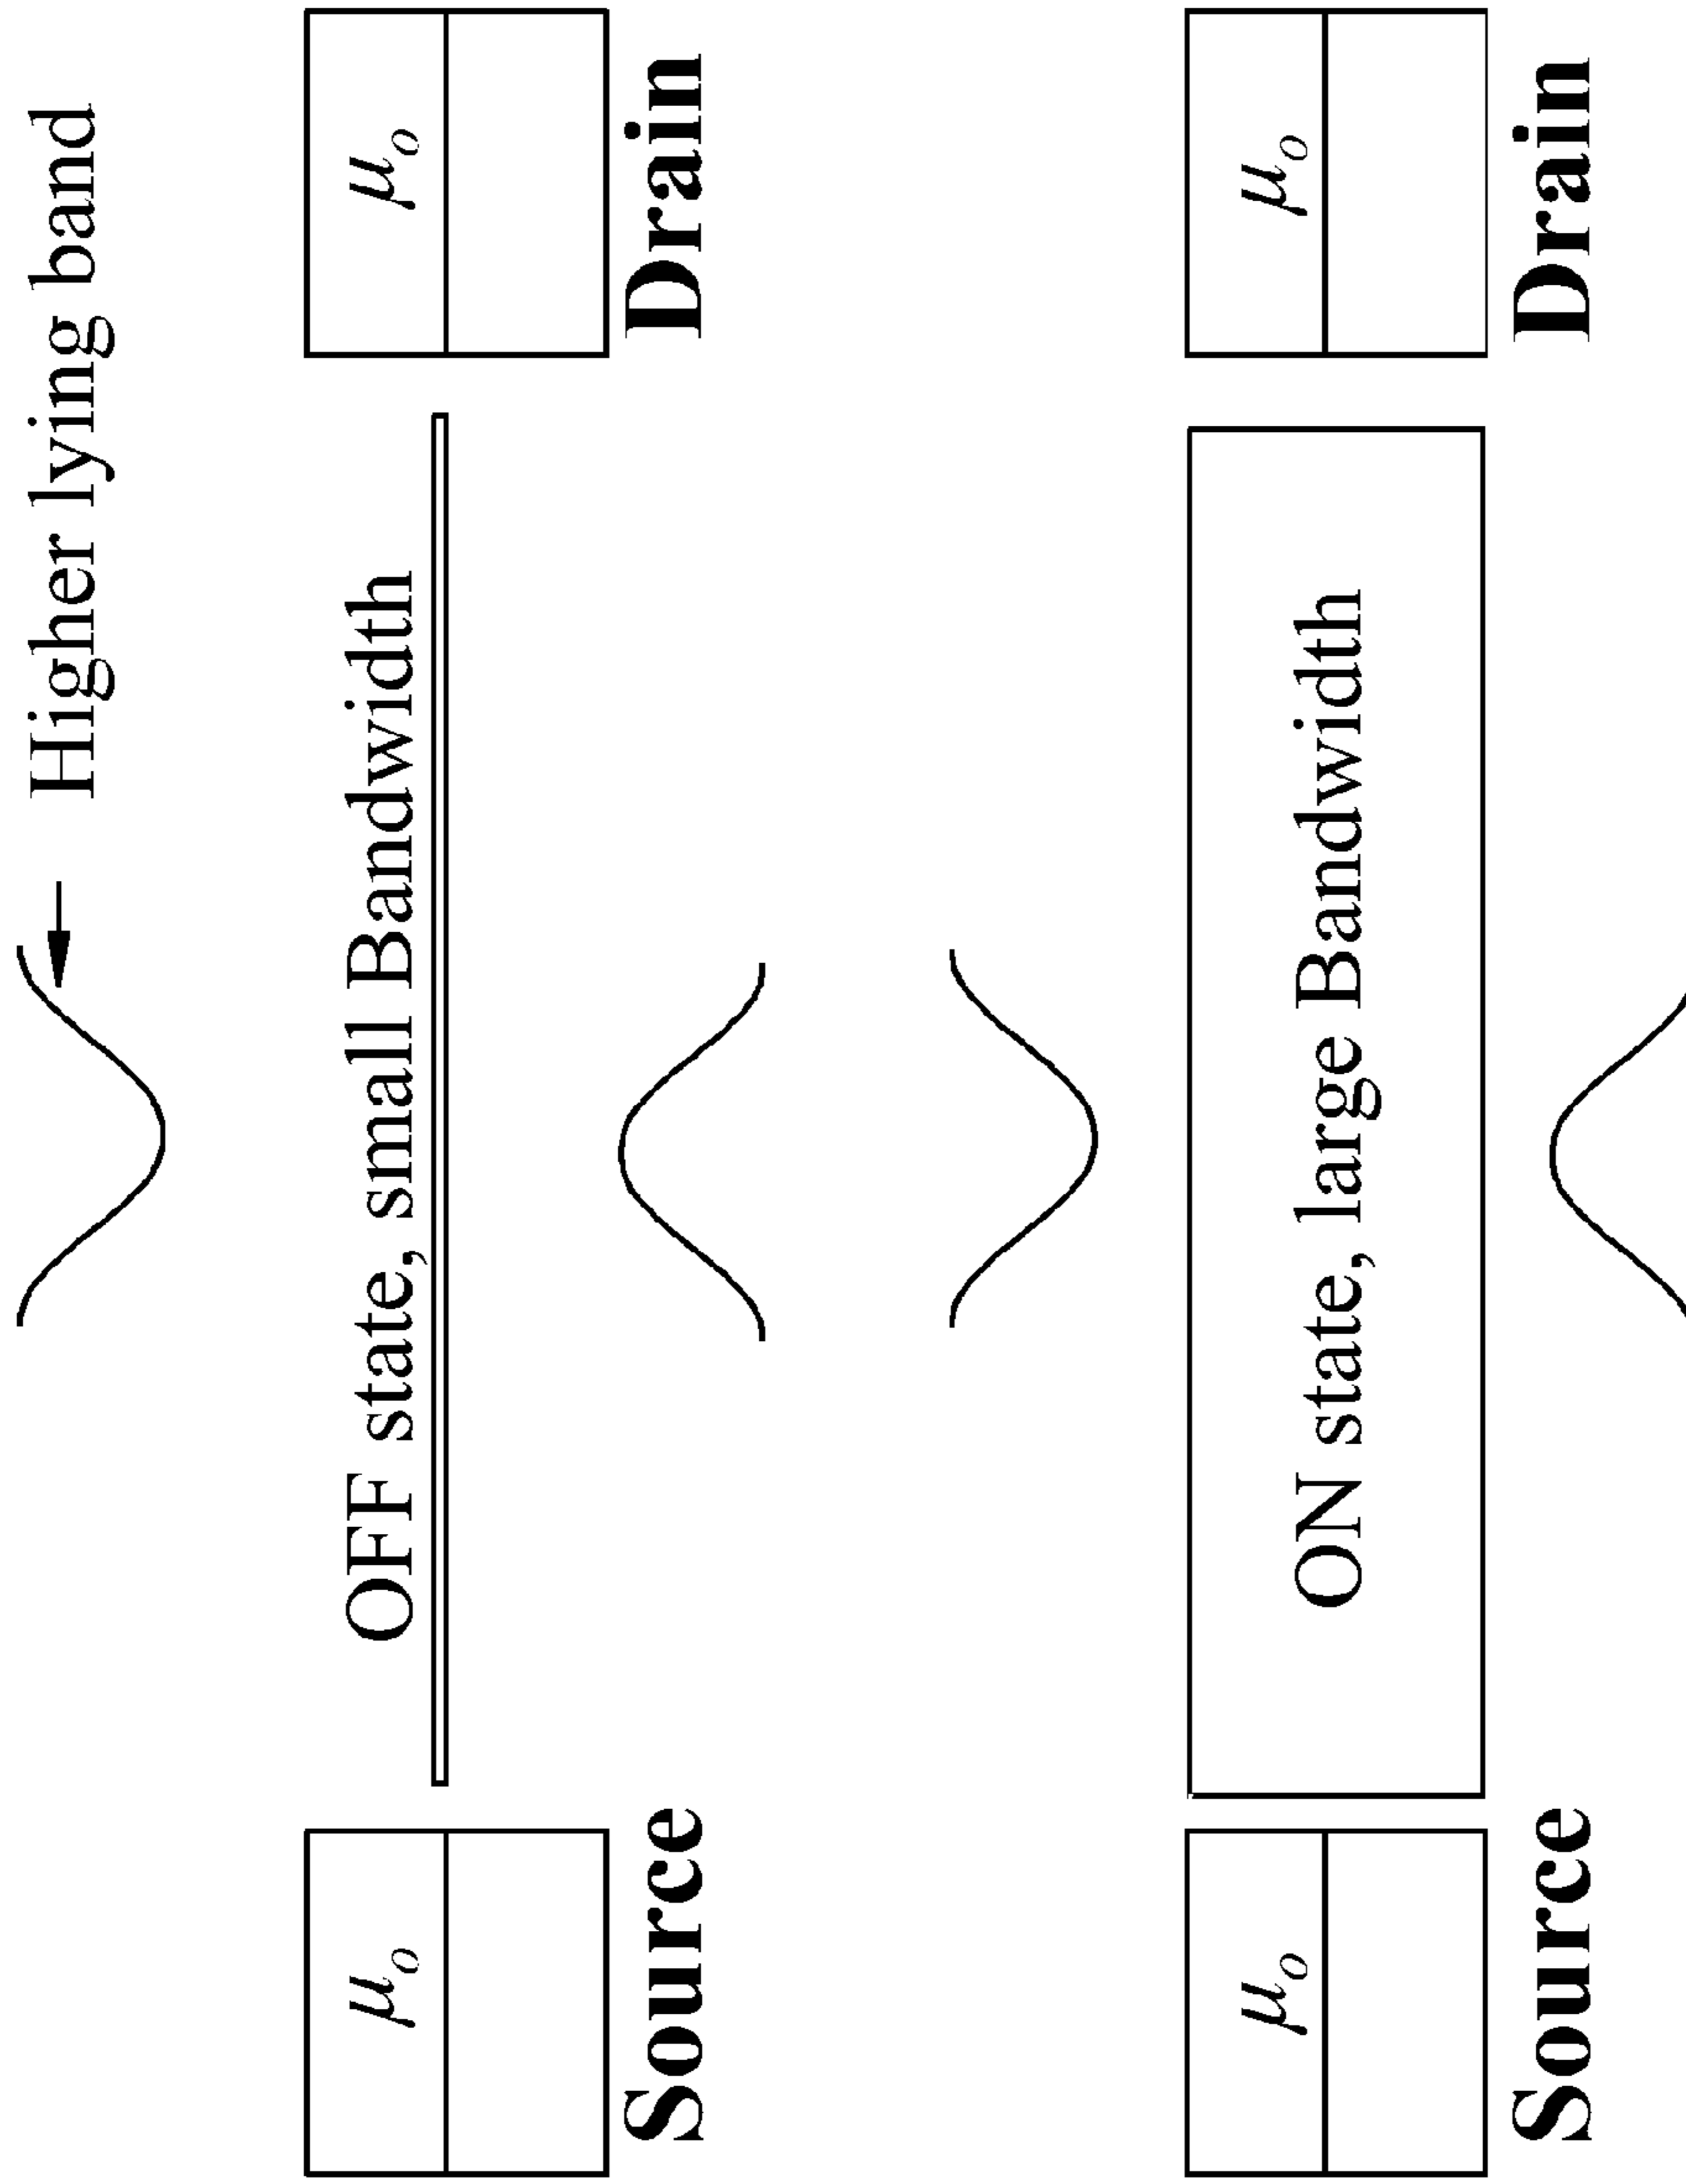 Higher lying band
μo
OFF state, small Bandwidth
μo
Source
Drain
μo
ON state, large Bandwidth
μo
Source
Drain